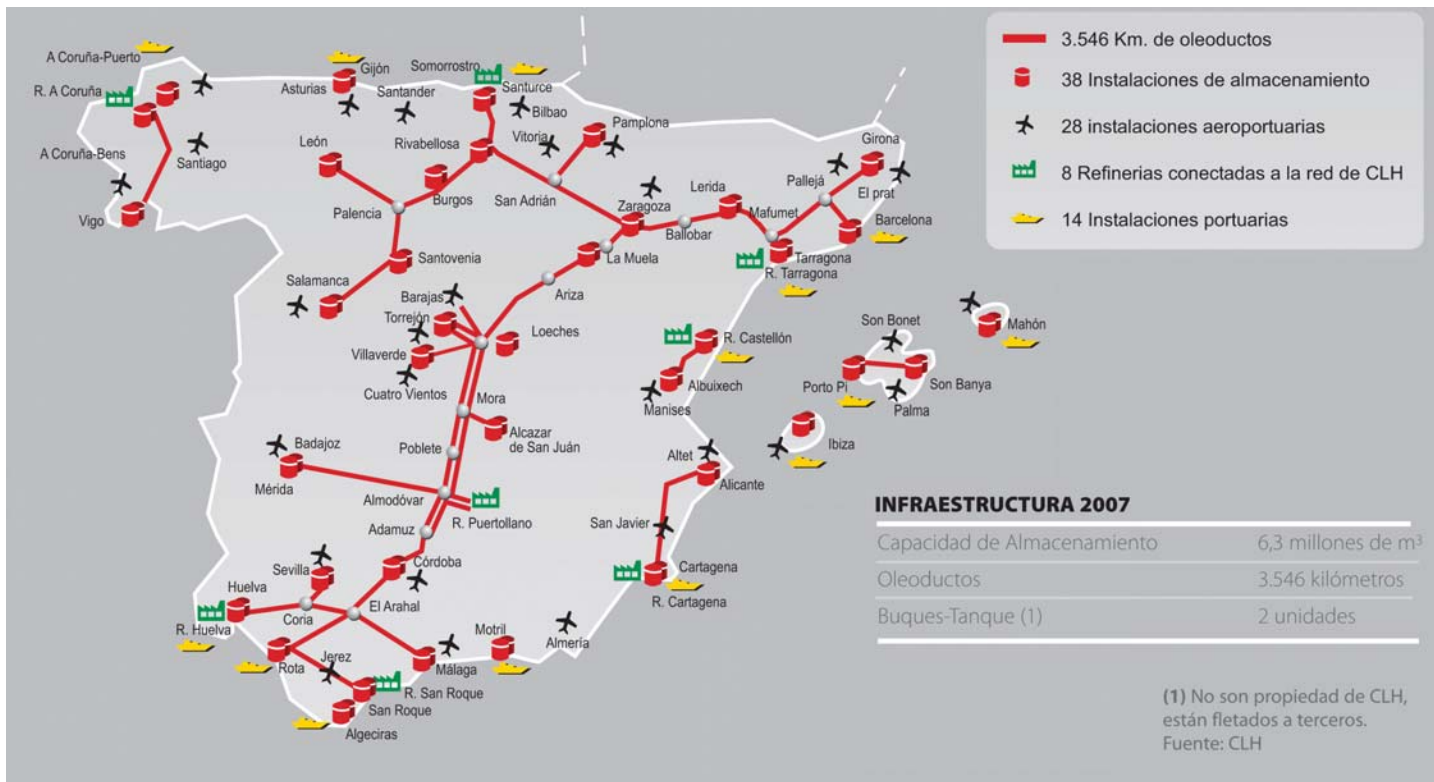 A Coruña-Puerto
R. A Coruña
A Coruña-Bens
Santiago
Vigo
Gijón
Asturias
Santander
Somorrostro
Santurce
Bilbao
Vitoria
Pamplona
León
Rivabellosa
Palencia
Burgos
San Adrián
Zaragoza
Lerida
Ballobar
Mafumet
Pallejá
Girona
El prat
Barcelona
Tarragona
R. Tarragona
La Muela
Ariza
Salamanca
Santovenia
Barajas
Torrejón
Loeches
Villaverde
Cuatro Vientos
Mora
Alcazar
de San Juán
Poblete
Badajoz
Mérida
Almodóvar
R. Puertollano
Adamuz
Córdoba
Sevilla
Huelva
R. Huelva
Coria
El Arahal
Rota
Jerez
Málaga
R. San Roque
San Roque
Algeciras
Motril
Almería
R. Castellón
Albuixech
Manises
Altet
Alicante
San Javier
Cartagena
R. Cartagena
Son Bonet
Mahón
Porto Pi
Son Banya
Palma
Ibiza
3.546 Km. de oleoductos
38 Instalaciones de almacenamiento
28 instalaciones aeroportuarias
8 Refinerias conectadas a la red de CLH
14 Instalaciones portuarias
INFRAESTRUCTURA 2007
Capacidad de Almacenamiento 6,3 millones de m³
Oleoductos 3.546 kilómetros
Buques-Tanque (1) 2 unidades
(1) No son propiedad de CLH,
están fletados a terceros.
Fuente: CLH